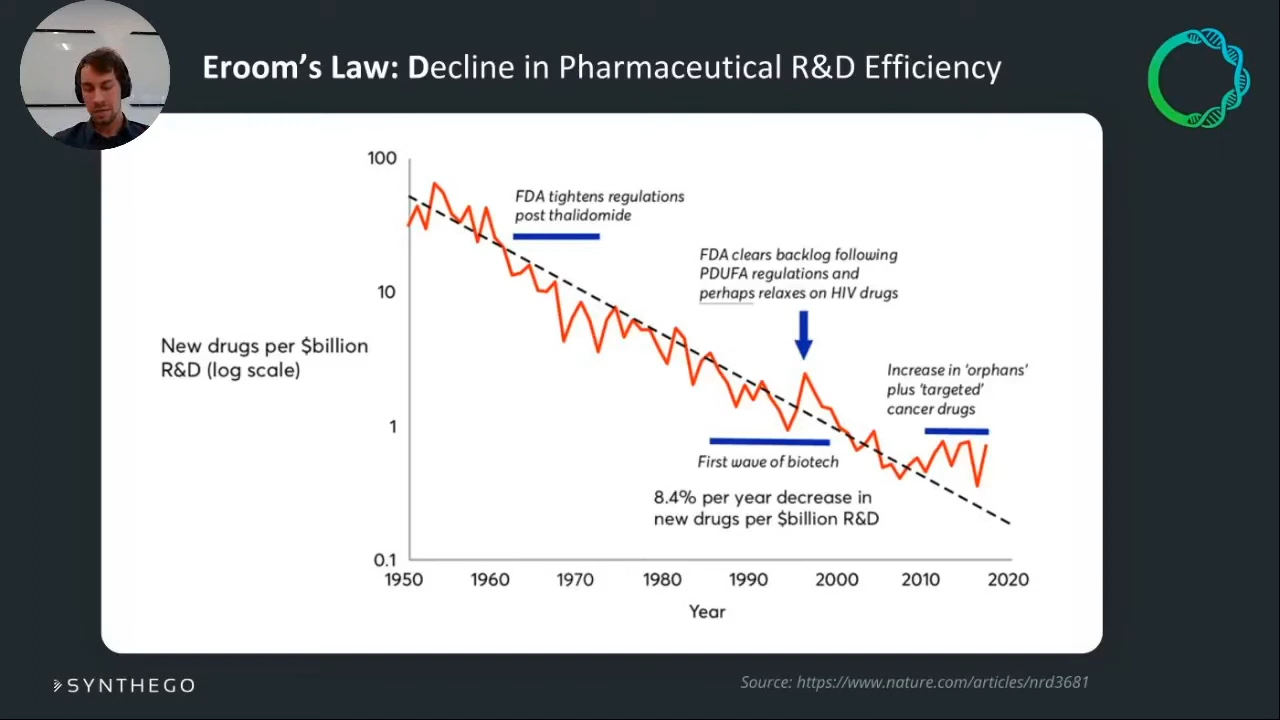 Eroom's Law: Decline in Pharmaceutical R&D Efficiency
100
10
1
0.1
New drugs per $billion
R&D (log scale)
FDA tightens regulations
post thalidomide
FDA clears backlog following
PDUFA regulations and
perhaps relaxes on HIV drugs
Increase in 'orphans'
plus 'targeted'
cancer drugs
First wave of biotech
8.4% per year decrease in
new drugs per $billion R&D
1950 1960 1970 1980 1990 2000 2010 2020
Year
SYNTHEGO
Source: https://www.nature.com/articles/nrd3681